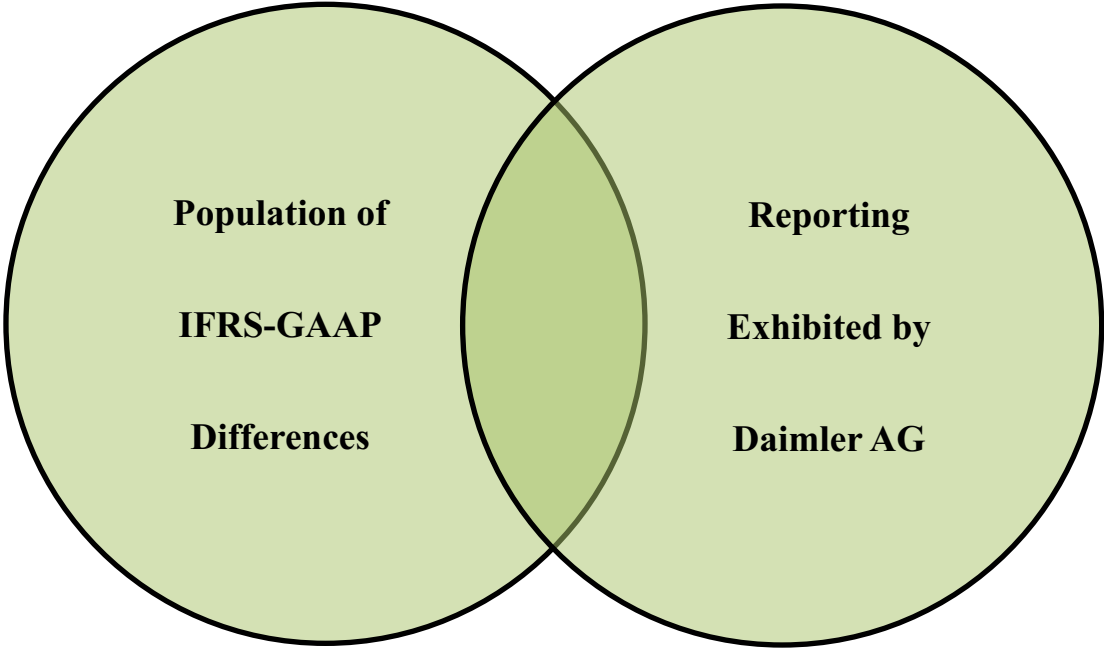 Population of
IFRS-GAAP
Differences
Reporting
Exhibited by
Daimler AG